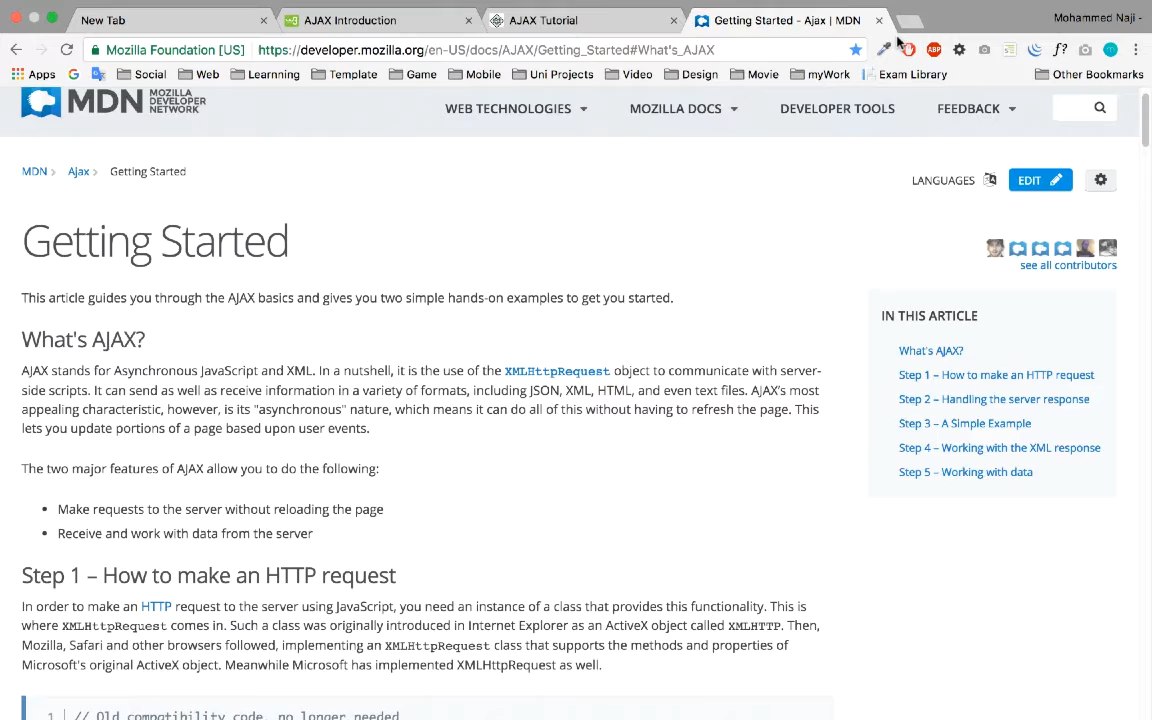 New Tab
AJAX Introduction
AJAX Tutorial
Getting Started - Ajax | MDN
Mohammed Naji -
Mozilla Foundation [US]
https://developer.mozilla.org/en-US/docs/AJAX/Getting_Started#What's_AJAX
ABP
f?
Apps
Social
Web
Learnning
Template
Game
Mobile
Uni Projects
Video
Design
Movie
myWork
Exam Library
Other Bookmarks
MDN MOZILLA DEVELOPER NETWORK
WEB TECHNOLOGIES
MOZILLA DOCS
DEVELOPER TOOLS
FEEDBACK
MDN
Ajax
Getting Started
LANGUAGES
EDIT
Getting Started
see all contributors
This article guides you through the AJAX basics and gives you two simple hands-on examples to get you started.
What's AJAX?
AJAX stands for Asynchronous JavaScript and XML. In a nutshell, it is the use of the XMLHttpRequest object to communicate with server-
side scripts. It can send as well as receive information in a variety of formats, including JSON, XML, HTML, and even text files. AJAX's most
appealing characteristic, however, is its "asynchronous" nature, which means it can do all of this without having to refresh the page. This
lets you update portions of a page based upon user events.
The two major features of AJAX allow you to do the following:
Make requests to the server without reloading the page
Receive and work with data from the server
Step 1 – How to make an HTTP request
In order to make an HTTP request to the server using JavaScript, you need an instance of a class that provides this functionality. This is
where XMLHttpRequest comes in. Such a class was originally introduced in Internet Explorer as an ActiveX object called XMLHTTP. Then,
Mozilla, Safari and other browsers followed, implementing an XMLHttpRequest class that supports the methods and properties of
Microsoft's original ActiveX object. Meanwhile Microsoft has implemented XMLHttpRequest as well.
1 // Old compatibility code, no longer needed.
IN THIS ARTICLE
What's AJAX?
Step 1 – How to make an HTTP request
Step 2 – Handling the server response
Step 3 – A Simple Example
Step 4 – Working with the XML response
Step 5 – Working with data